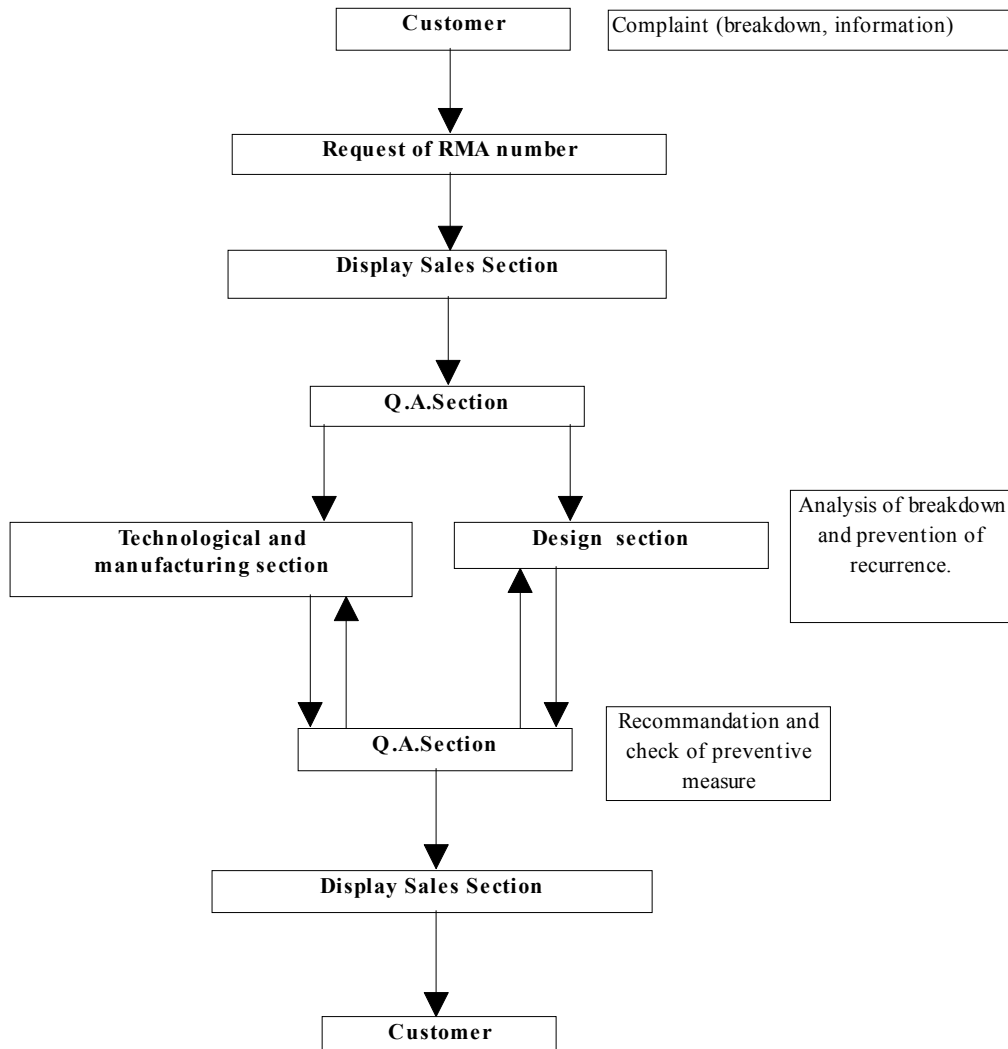 Customer
Complaint (breakdown, information)
Request of RMA number
Display Sales Section
Q.A.Section
Technological and
manufacturing section
Design section
Analysis of breakdown
and prevention of
recurrence.
Q.A.Section
Recommandation and
check of preventive
measure
Display Sales Section
Customer